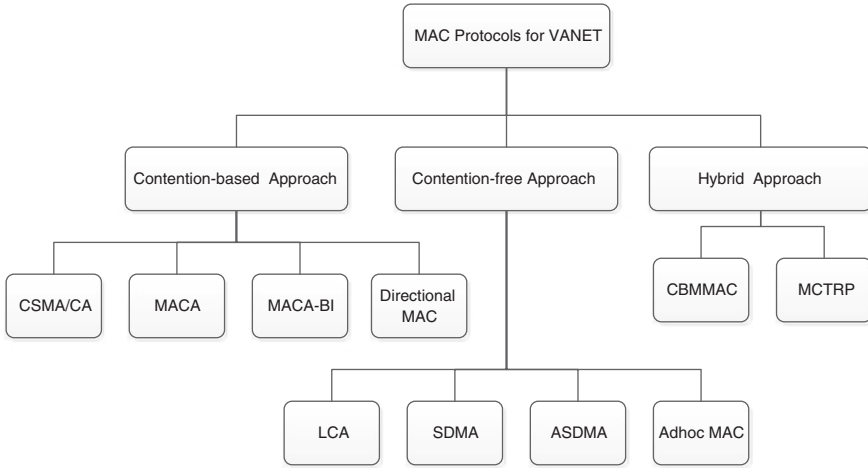 MAC Protocols for VANET
Contention-based Approach
Contention-free Approach
Hybrid Approach
CSMA/CA
MACA
MACA-BI
Directional
MAC
CBMMAC
MCTRP
LCA
SDMA
ASDMA
Adhoc MAC